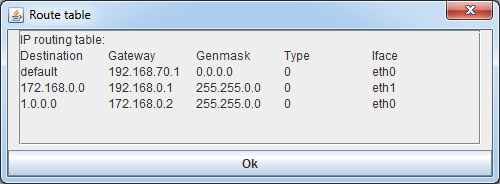 Route table
IP routing table:
Destination Gateway Genmask Type Iface
default 192.168.70.1 0.0.0.0 0 eth0
172.168.0.0 192.168.0.1 255.255.0.0 0 eth1
1.0.0.0 172.168.0.2 255.255.0.0 0 eth0
Ok